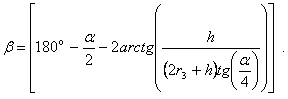 β = [180° − α/2 − 2arctg(h/((2r₃ + h)tg(α/4)))] .